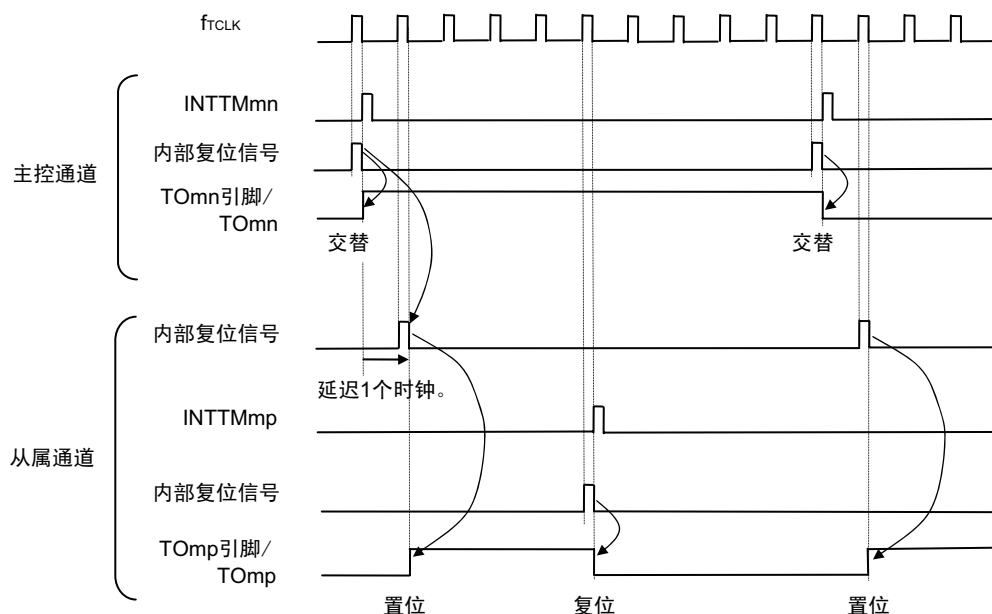 fTCLK
INTTMmn
内部复位信号
主控通道
TOmn引脚/
TOmn
交替
交替
内部复位信号
延迟1个时钟。
INTTMmp
从属通道
内部复位信号
TOmp引脚/
TOmp
置位
复位
置位